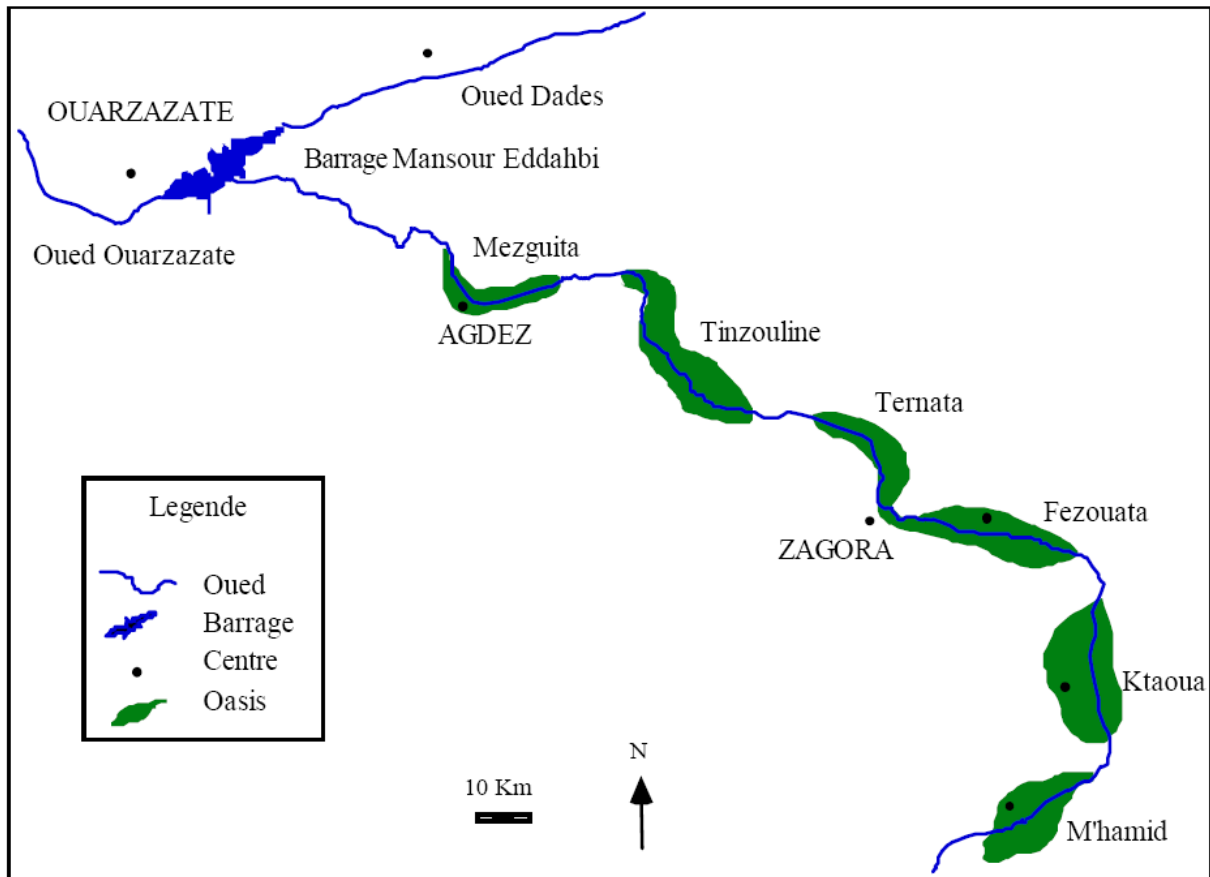 Oued Dades
OUARZAZATE
Barrage Mansour Eddahbi
Oued Ouarzazate
Mezguita
AGDEZ
Tinzouline
Ternata
Fezouata
ZAGORA
Ktaoua
M'hamid
Legende
Oued
Barrage
Centre
Oasis
10 Km
N